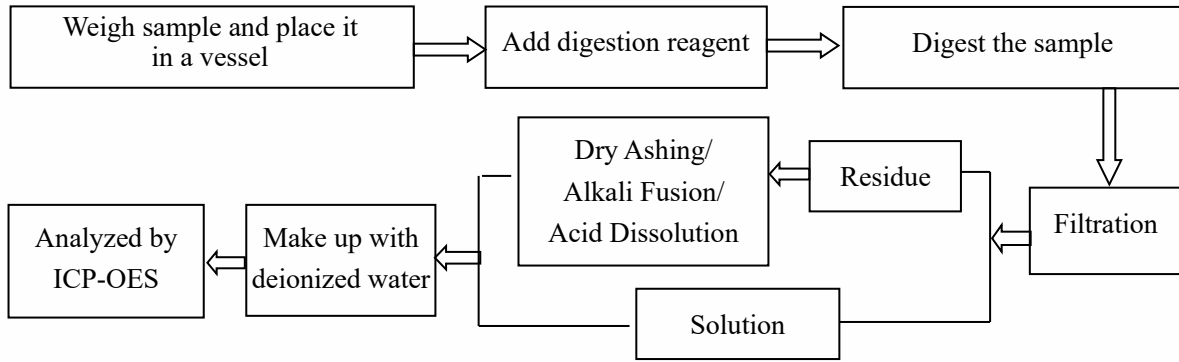 Weigh sample and place it
in a vessel
Add digestion reagent
Digest the sample
Filtration
Residue
Dry Ashing/
Alkali Fusion/
Acid Dissolution
Solution
Make up with
deionized water
Analyzed by
ICP-OES